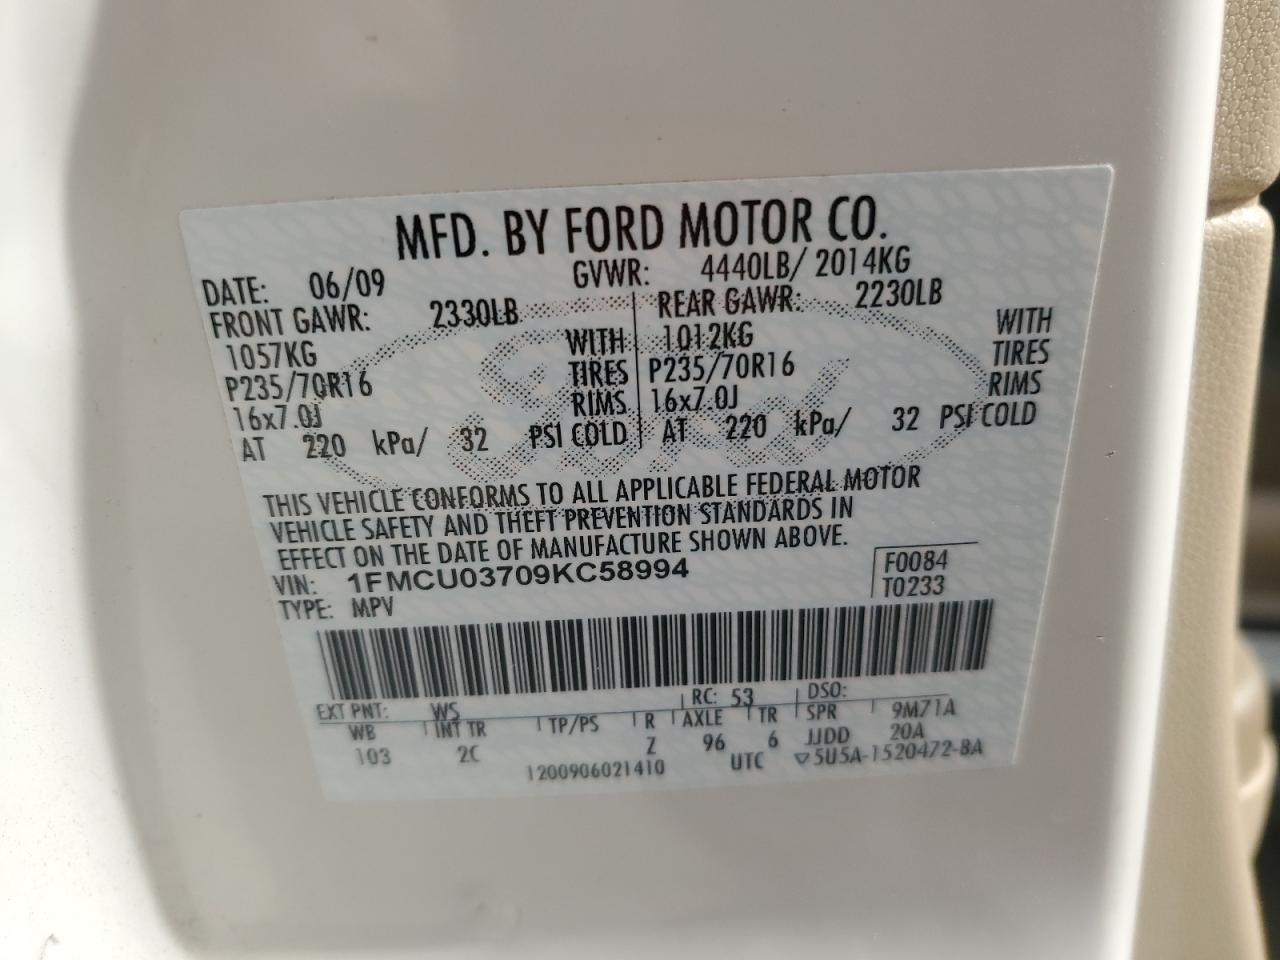 MFD. BY FORD MOTOR CO.
DATE: 06/09 GVWR: 4440LB/ 2014KG
FRONT GAWR: 2330LB REAR GAWR: 2230LB
1057KG WITH 1012KG WITH
P235/70R16 TIRES P235/70R16 TIRES
16x7.0J RIMS 16x7.0J RIMS
AT 220 kPa/ 32 PSI COLD AT 220 kPa/ 32 PSI COLD
THIS VEHICLE CONFORMS TO ALL APPLICABLE FEDERAL MOTOR
VEHICLE SAFETY AND THEFT PREVENTION STANDARDS IN
EFFECT ON THE DATE OF MANUFACTURE SHOWN ABOVE.
VIN: 1FMCU03709KC58994 F0084
TYPE: MPV T0233
EXT PNT: WS RC: 53 DSO:
WB INT TR TP/PS R AXLE TR SPR 9M71A
103 2C Z 96 6 JJDD 20A
1200906021410 UTC ▽5U5A-1520472-BA
Ford